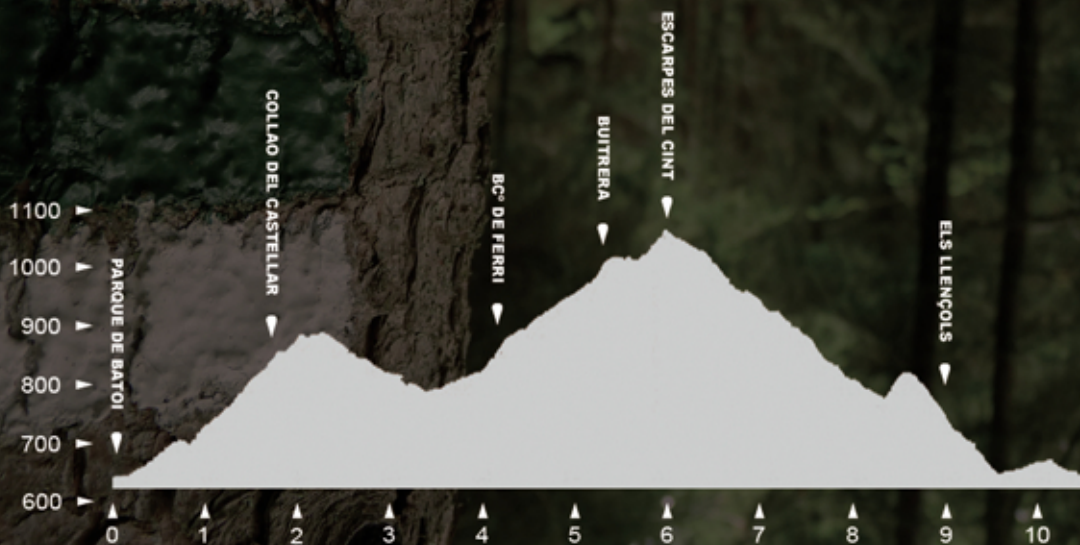 ESCARPES DEL CINT
COLLAO DEL CASTELLAR
BUITRERA
BCº DE FERRI
ELS LLENÇOLS
PARQUE DE BATOI
1100
1000
900
800
700
600
0 1 2 3 4 5 6 7 8 9 10